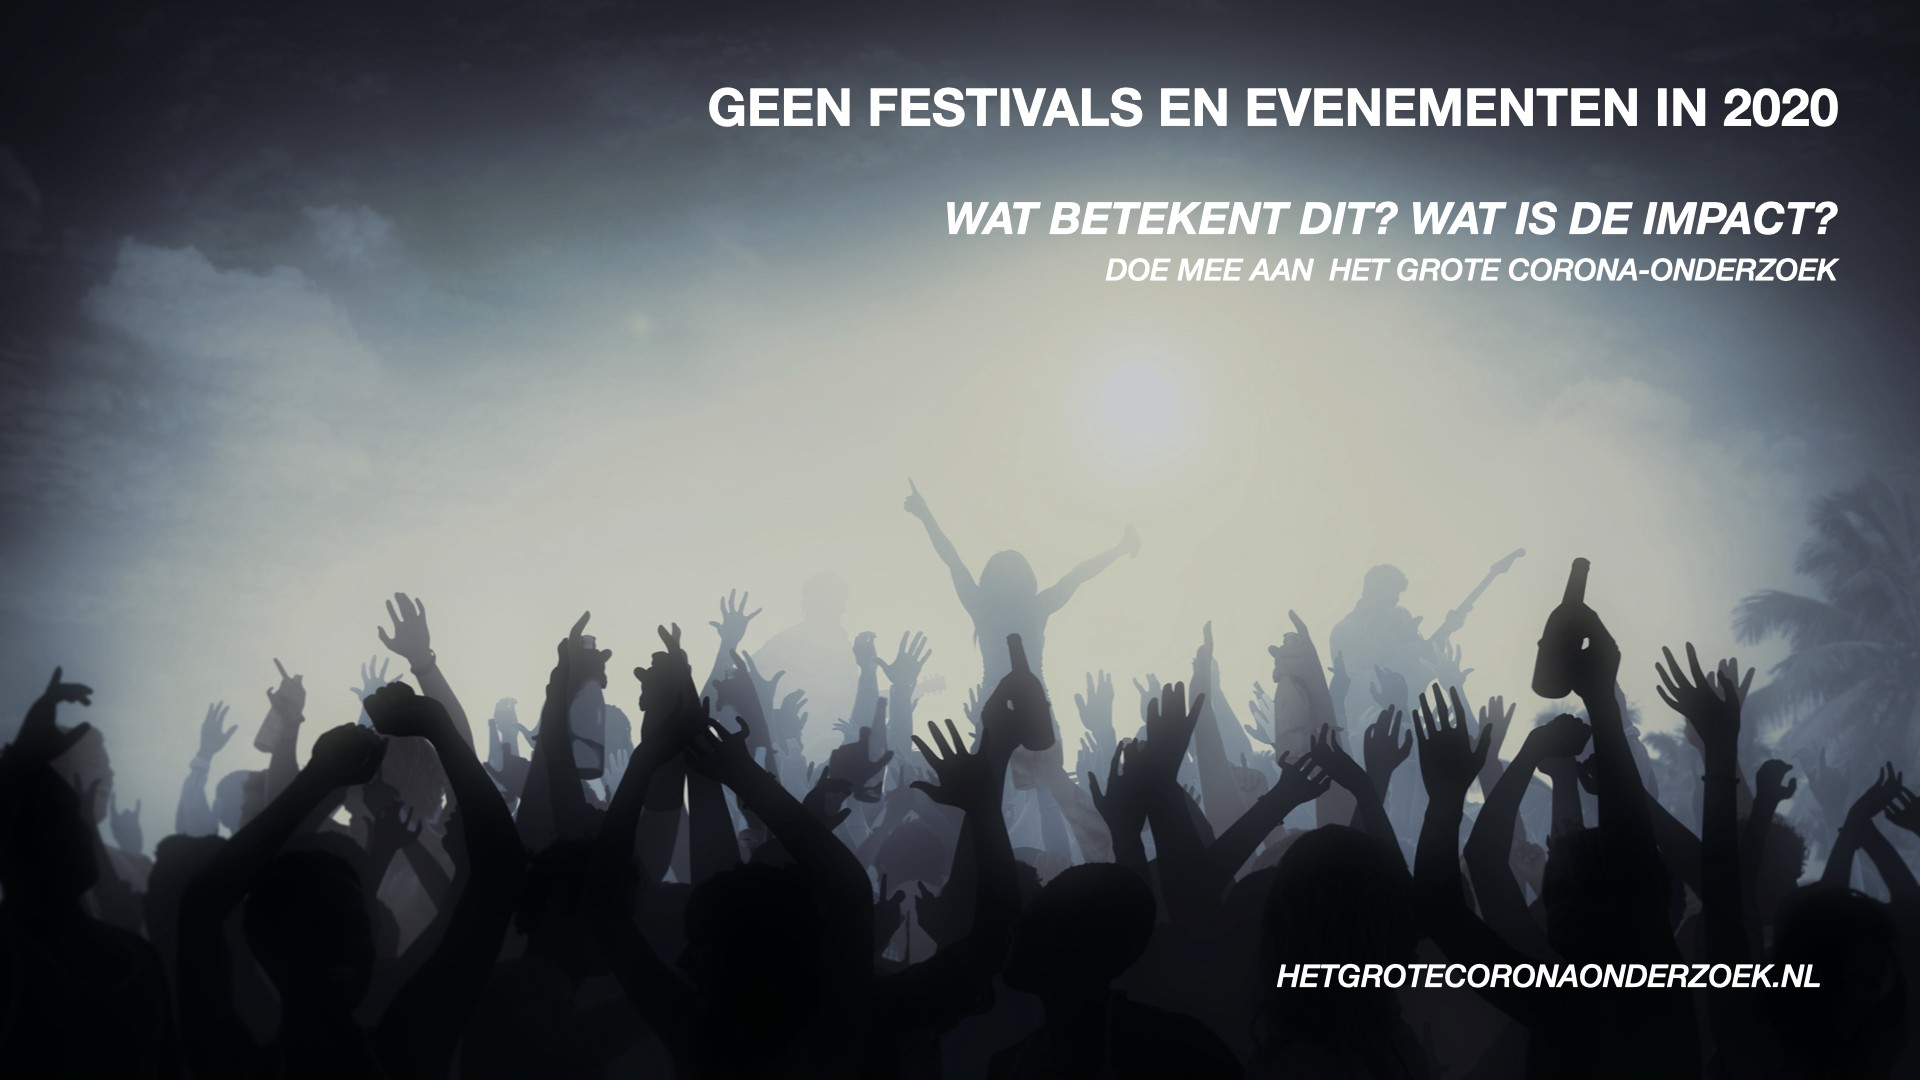 GEEN FESTIVALS EN EVENEMENTEN IN 2020
WAT BETEKENT DIT? WAT IS DE IMPACT?
DOE MEE AAN HET GROTE CORONA-ONDERZOEK
HETGROTECORONAONDERZOEK.NL